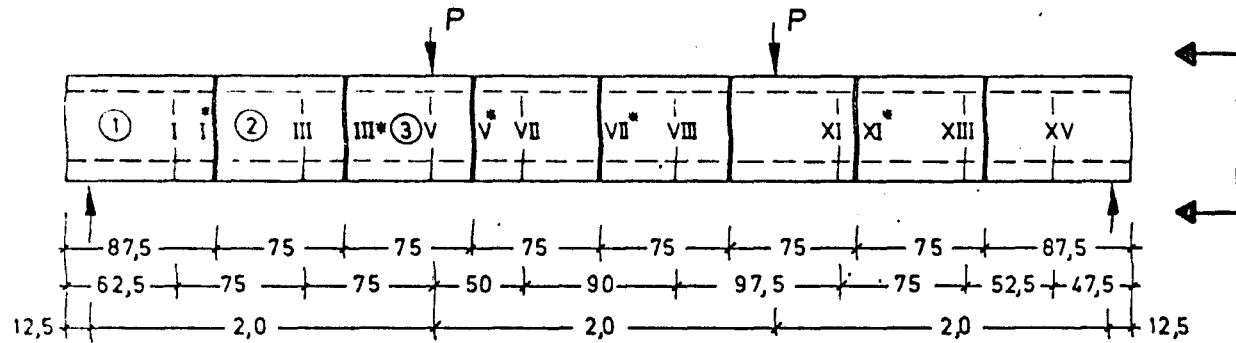 P P
① I I* ② III III* ③ V V* VII VII* VIII XI XI* XIII XV
87,5 75 75 75 75 75 75 87,5
62,5 75 75 50 90 97,5 75 52,5 47,5
12,5 2,0 2,0 2,0 12,5